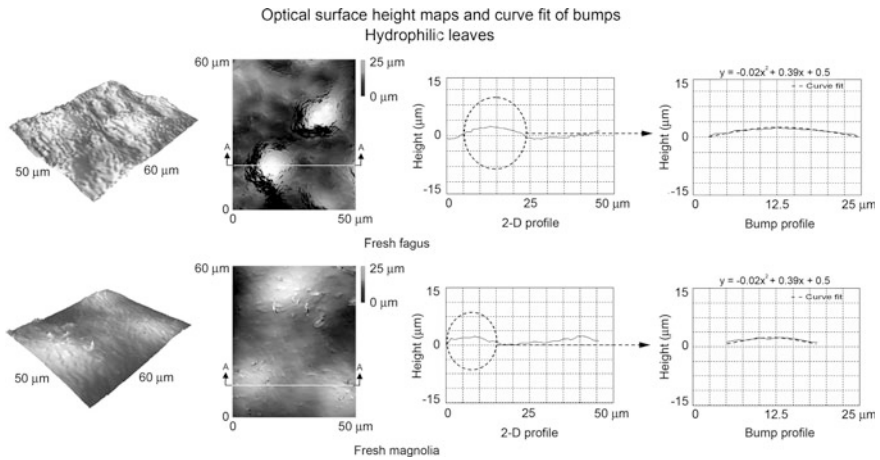 Optical surface height maps and curve fit of bumps
Hydrophilic leaves
60 µm
25 µm
0 µm
A A
0
0 50 µm
50 µm 60 µm
Height (µm)
15
0
-15
0 25 50 µm
2-D profile
y = -0.02x² + 0.39x + 0.5
Curve fit
Height (µm)
15
0
-15
0 12.5 25 µm
Bump profile
Fresh fagus
60 µm
25 µm
0 µm
A A
0
0 50 µm
50 µm 60 µm
Height (µm)
15
0
-15
0 25 50 µm
2-D profile
y = -0.02x² + 0.39x + 0.5
Curve fit
Height (µm)
15
0
-15
0 12.5 25 µm
Bump profile
Fresh magnolia